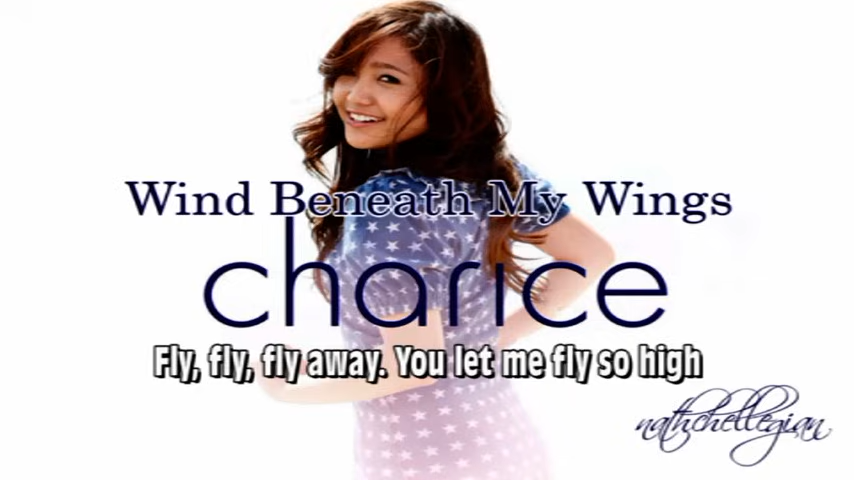 Wind Beneath My Wings
charice
Fly, fly, fly away. You let me fly so high
nathchellegian